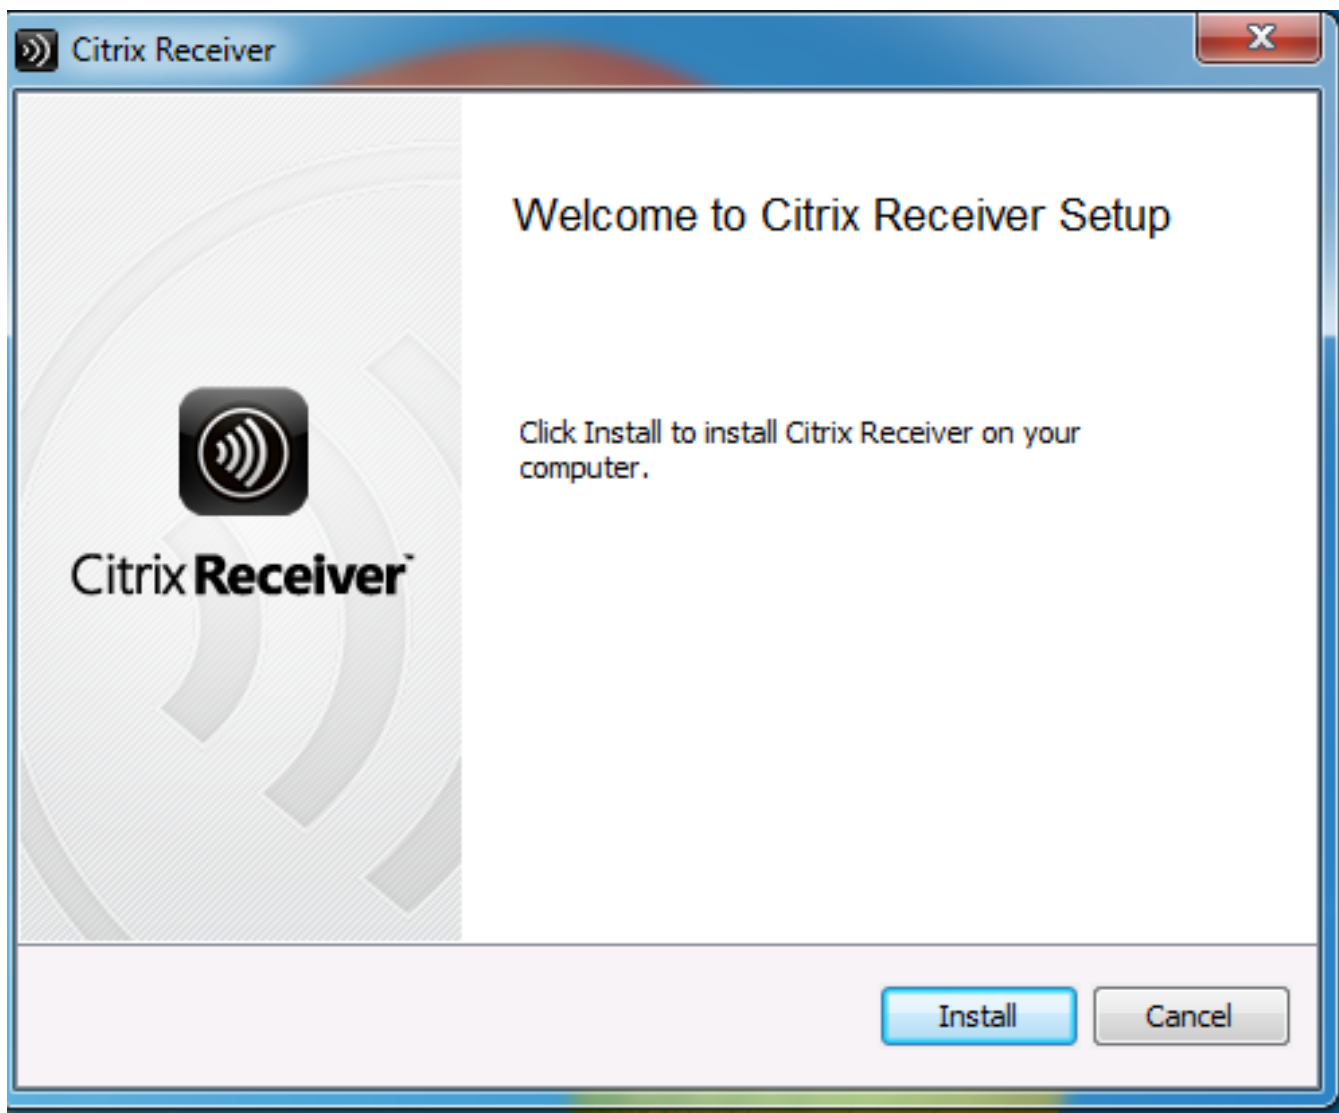 Citrix Receiver
Welcome to Citrix Receiver Setup
Click Install to install Citrix Receiver on your
computer.
Citrix Receiver™
Install
Cancel